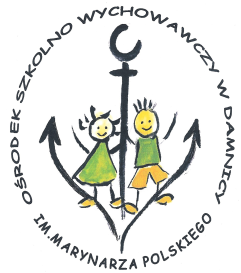 OŚRODEK SZKOLNO WYCHOWAWCZY W DAMNICY
IM.MARYNARZA POLSKIEGO